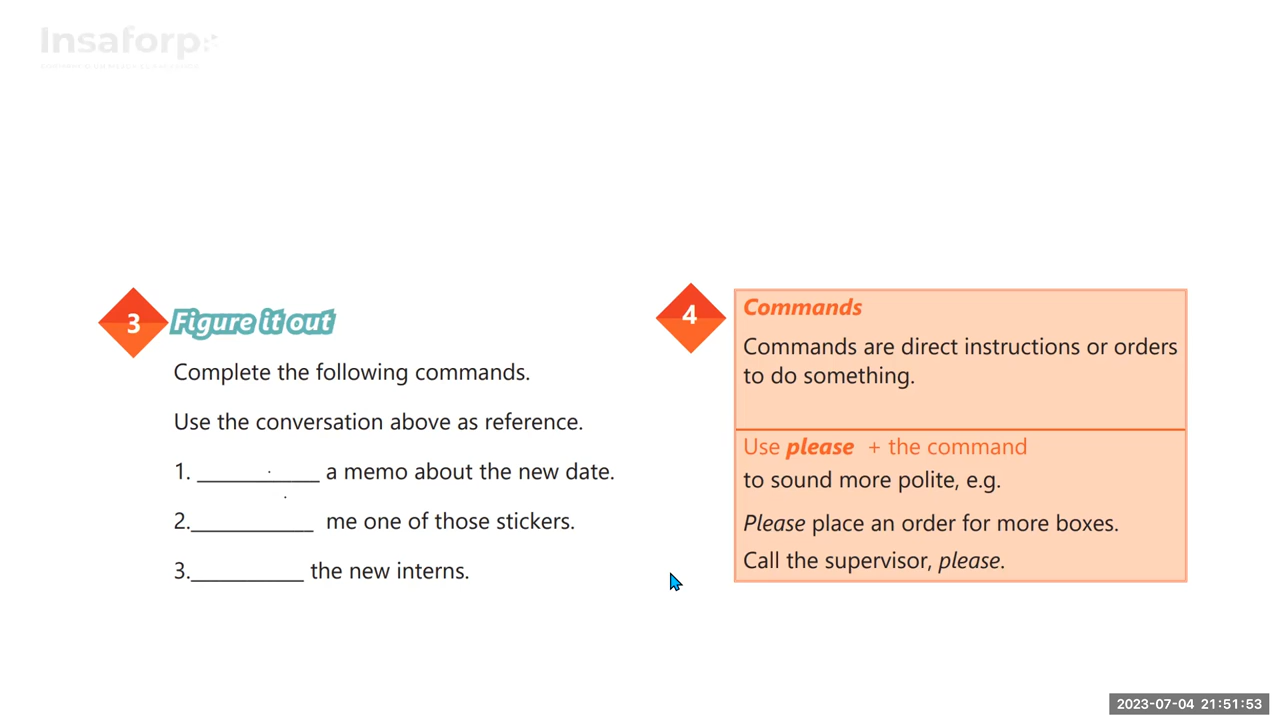 Insaforp
3
Figure it out
Complete the following commands.
Use the conversation above as reference.
1. __________ a memo about the new date.
2.__________ me one of those stickers.
3._________ the new interns.
4
Commands
Commands are direct instructions or orders
to do something.
Use please + the command
to sound more polite, e.g.
Please place an order for more boxes.
Call the supervisor, please.
2023-07-04 21:51:53